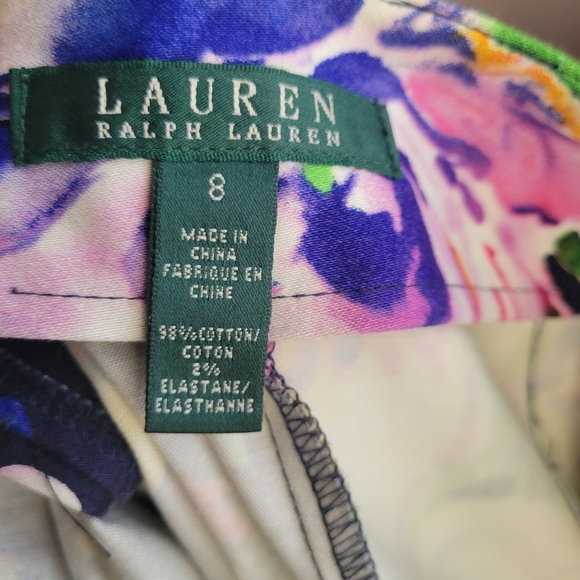 LAUREN
RALPH LAUREN
8
MADE IN
CHINA
FABRIQUE EN
CHINE
98% COTTON/
COTON
2%
ELASTANE/
ELASTHANNE